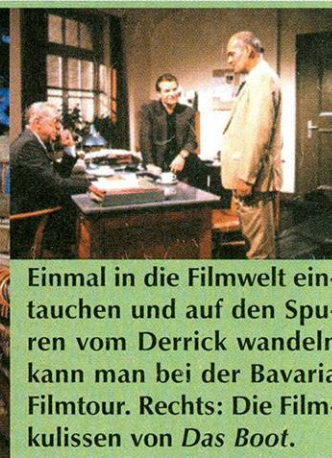 Einmal in die Filmwelt ein-
tauchen und auf den Spu-
ren vom Derrick wandeln
kann man bei der Bavaria
Filmtour. Rechts: Die Film-
kulissen von Das Boot.